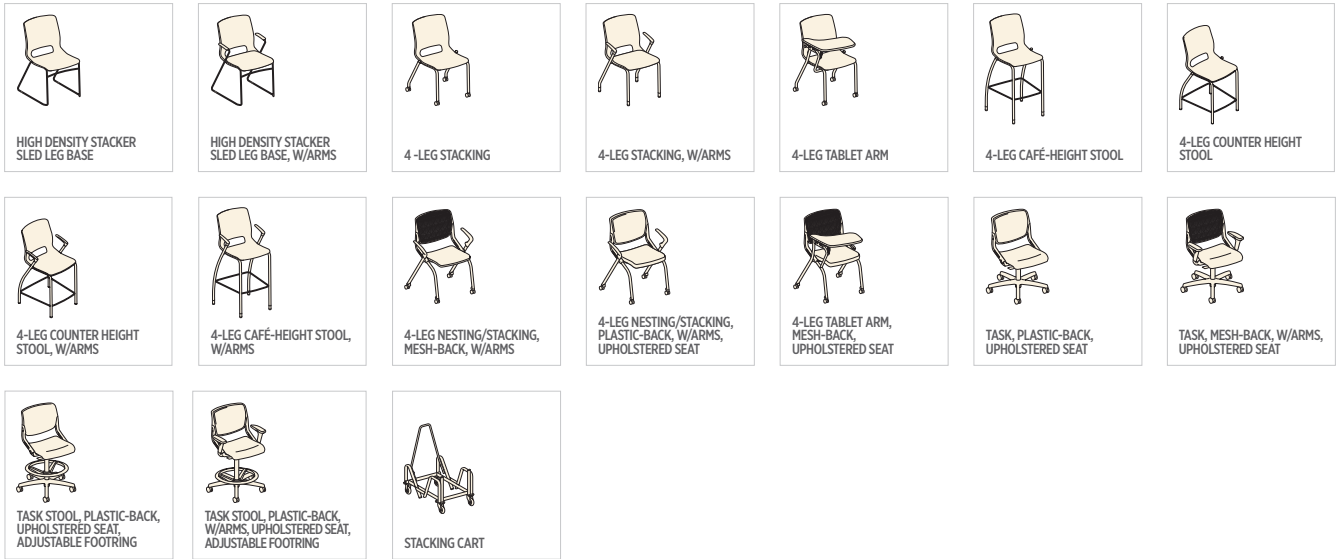 HIGH DENSITY STACKER
SLED LEG BASE
HIGH DENSITY STACKER
SLED LEG BASE, W/ARMS
4 -LEG STACKING
4-LEG STACKING, W/ARMS
4-LEG TABLET ARM
4-LEG CAFÉ-HEIGHT STOOL
4-LEG COUNTER HEIGHT
STOOL
4-LEG COUNTER HEIGHT
STOOL, W/ARMS
4-LEG CAFÉ-HEIGHT STOOL,
W/ARMS
4-LEG NESTING/STACKING,
MESH-BACK, W/ARMS
4-LEG NESTING/STACKING,
PLASTIC-BACK, W/ARMS,
UPHOLSTERED SEAT
4-LEG TABLET ARM,
MESH-BACK,
UPHOLSTERED SEAT
TASK, PLASTIC-BACK,
UPHOLSTERED SEAT
TASK, MESH-BACK, W/ARMS,
UPHOLSTERED SEAT
TASK STOOL, PLASTIC-BACK,
UPHOLSTERED SEAT,
ADJUSTABLE FOOTRING
TASK STOOL, PLASTIC-BACK,
W/ARMS, UPHOLSTERED SEAT,
ADJUSTABLE FOOTRING
STACKING CART